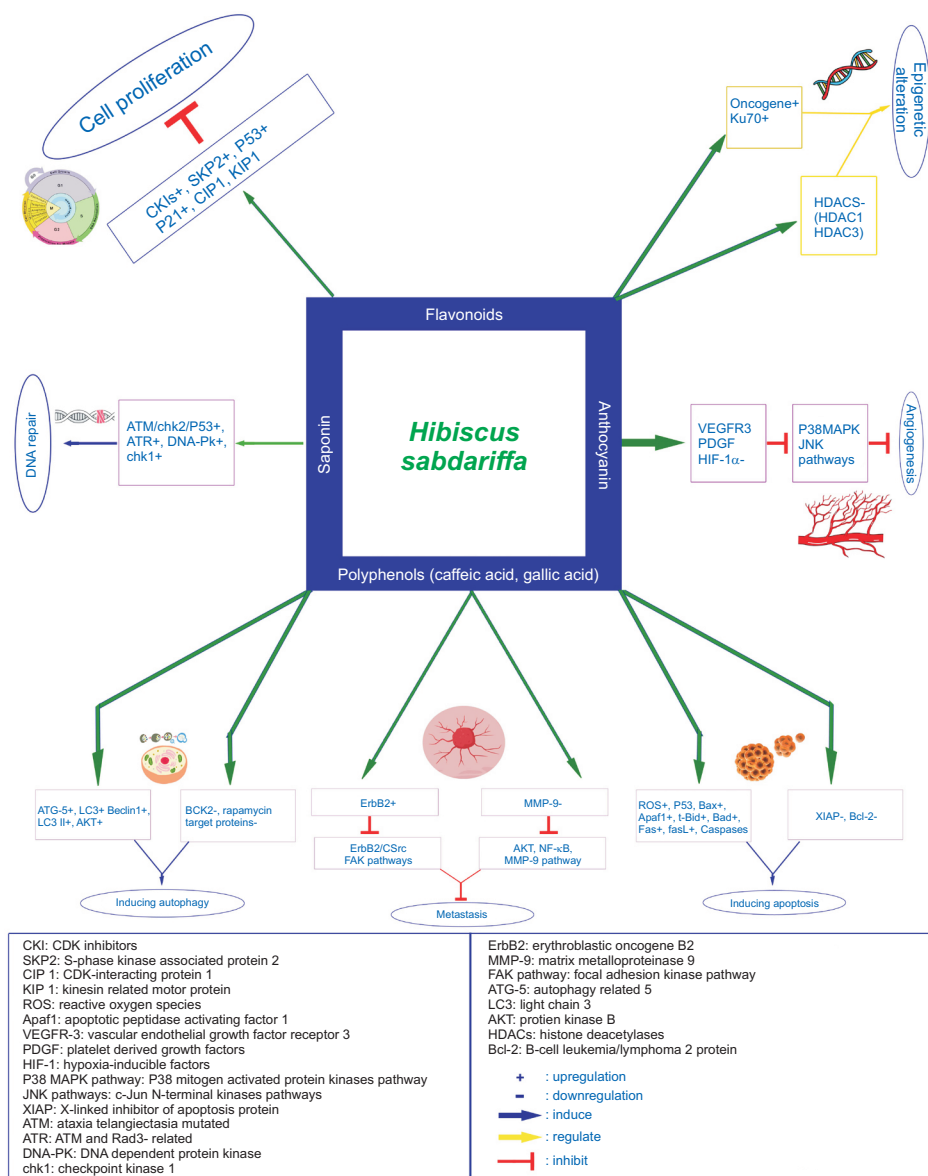 Cell proliferation
CKIs+, SKP2+, P53+
P21+, CIP1, KIP1
Oncogene+
Ku70+
Epigenetic
alteration
HDACS-
(HDAC1
HDAC3)
G1
S
G2
M
Flavonoids
Saponin
Hibiscus
sabdariffa
Anthocyanin
Polyphenols (caffeic acid, gallic acid)
DNA repair
ATM/chk2/P53+,
ATR+, DNA-Pk+,
chk1+
VEGFR3
PDGF
HIF-1α-
P38MAPK
JNK
pathways
Angiogenesis
ATG-5+, LC3+ Beclin1+,
LC3 II+, AKT+
BCK2-, rapamycin
target proteins-
Inducing autophagy
ErbB2+
ErbB2/CSrc
FAK pathways
MMP-9-
AKT, NF-κB,
MMP-9 pathway
Metastasis
ROS+, P53, Bax+,
Apaf1+, t-Bid+, Bad+,
Fas+, fasL+, Caspases
XIAP-, Bcl-2-
Inducing apoptosis
CKI: CDK inhibitors
SKP2: S-phase kinase associated protein 2
CIP 1: CDK-interacting protein 1
KIP 1: kinesin related motor protein
ROS: reactive oxygen species
Apaf1: apoptotic peptidase activating factor 1
VEGFR-3: vascular endothelial growth factor receptor 3
PDGF: platelet derived growth factors
HIF-1: hypoxia-inducible factors
P38 MAPK pathway: P38 mitogen activated protein kinases pathway
JNK pathways: c-Jun N-terminal kinases pathways
XIAP: X-linked inhibitor of apoptosis protein
ATM: ataxia telangiectasia mutated
ATR: ATM and Rad3- related
DNA-PK: DNA dependent protein kinase
chk1: checkpoint kinase 1
ErbB2: erythroblastic oncogene B2
MMP-9: matrix metalloproteinase 9
FAK pathway: focal adhesion kinase pathway
ATG-5: autophagy related 5
LC3: light chain 3
AKT: protien kinase B
HDACs: histone deacetylases
Bcl-2: B-cell leukemia/lymphoma 2 protein
+ : upregulation
- : downregulation
: induce
: regulate
: inhibit